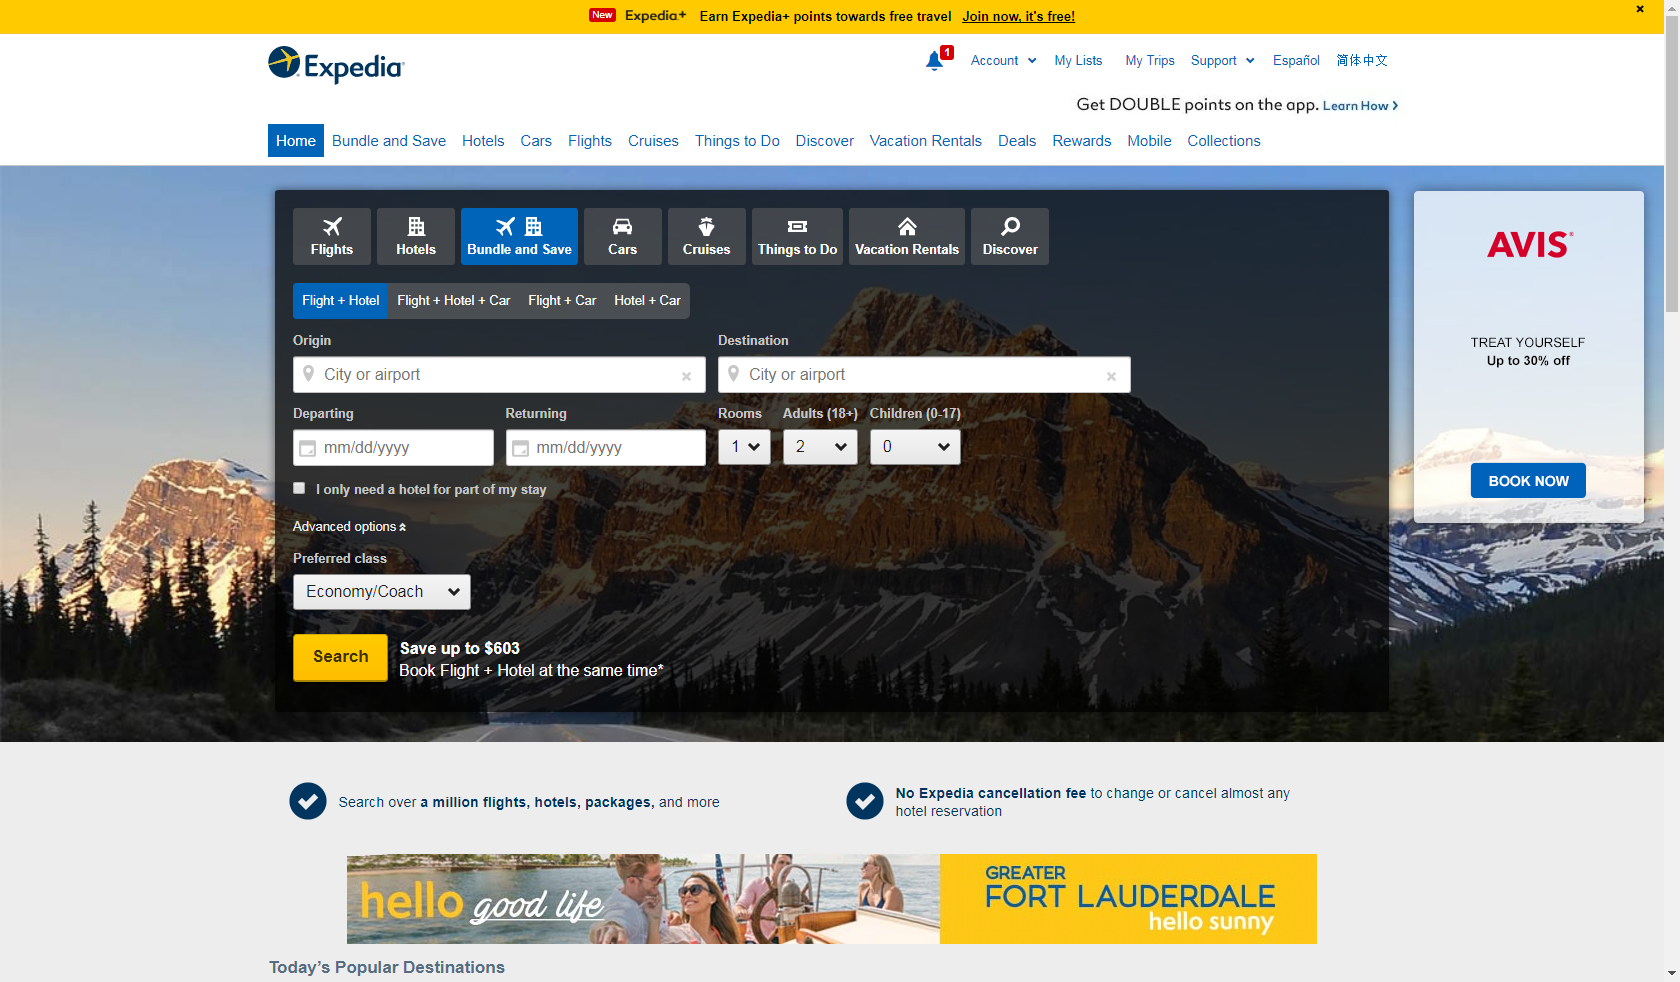 New Expedia+ Earn Expedia+ points towards free travel Join now, it's free!
Expedia
1 Account My Lists My Trips Support Español 简体中文
Get DOUBLE points on the app. Learn How
Home Bundle and Save Hotels Cars Flights Cruises Things to Do Discover Vacation Rentals Deals Rewards Mobile Collections
Flights Hotels Bundle and Save Cars Cruises Things to Do Vacation Rentals Discover
Flight + Hotel Flight + Hotel + Car Flight + Car Hotel + Car
Origin Destination
City or airport × City or airport ×
Departing Returning Rooms Adults (18+) Children (0-17)
mm/dd/yyyy mm/dd/yyyy 1 2 0
I only need a hotel for part of my stay
Advanced options
Preferred class
Economy/Coach
Search Save up to $603
Book Flight + Hotel at the same time*
AVIS
TREAT YOURSELF
Up to 30% off
BOOK NOW
Search over a million flights, hotels, packages, and more
No Expedia cancellation fee to change or cancel almost any
hotel reservation
hello good life
GREATER
FORT LAUDERDALE
hello sunny
Today's Popular Destinations